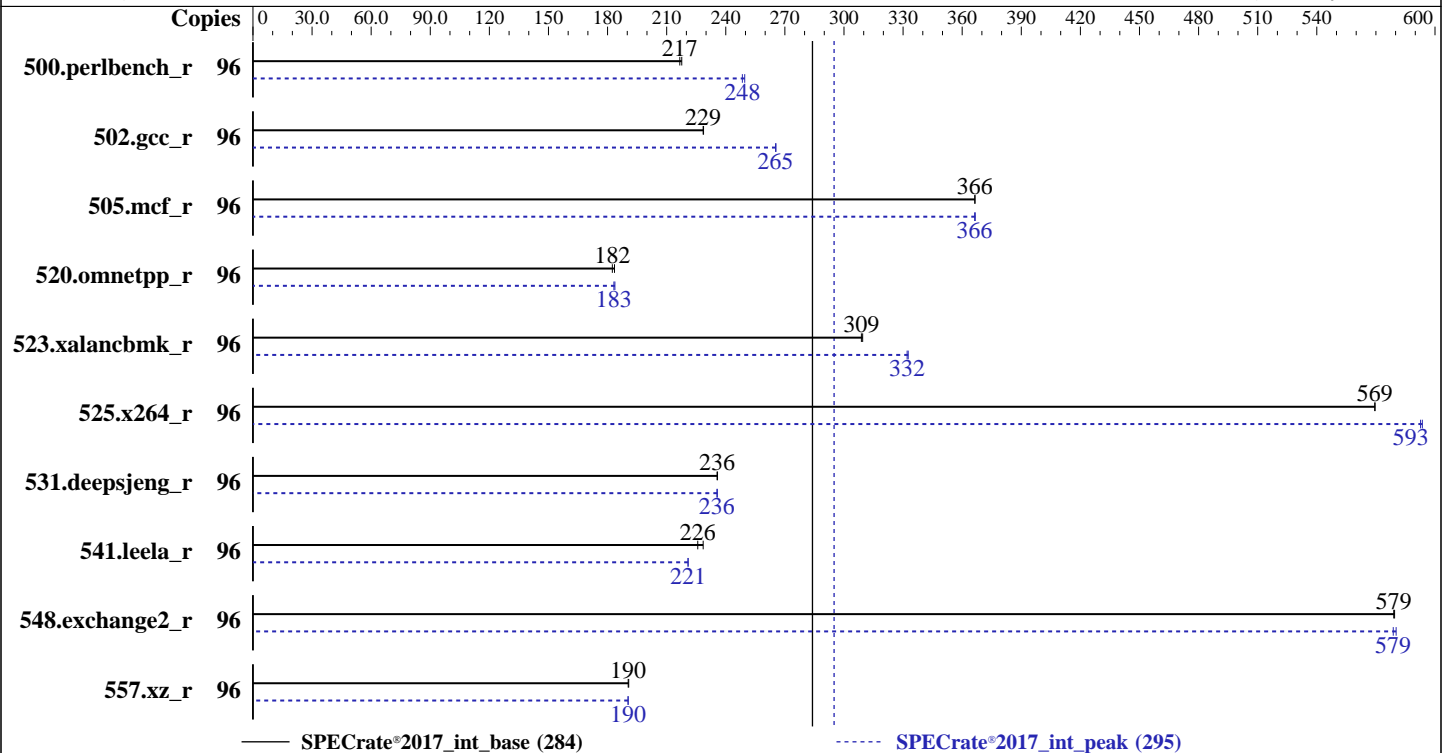 Copies 0 30.0 60.0 90.0 120 150 180 210 240 270 300 330 360 390 420 450 480 510 540 600
217
500.perlbench_r 96
248
229
502.gcc_r 96
265
366
505.mcf_r 96
366
182
520.omnetpp_r 96
183
309
523.xalancbmk_r 96
332
569
525.x264_r 96
593
236
531.deepsjeng_r 96
236
226
541.leela_r 96
221
579
548.exchange2_r 96
579
190
557.xz_r 96
190
SPECrate®2017_int_base (284) SPECrate®2017_int_peak (295)